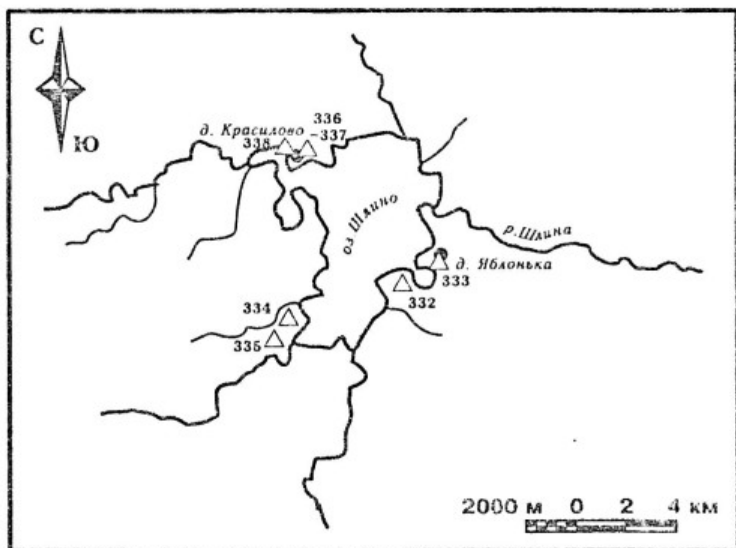 С
Ю
336
д. Красилово -337
338
оз. Шлино
р. Шлина
д. Яблонька
333
332
334
335
2000 м 0 2 4 км